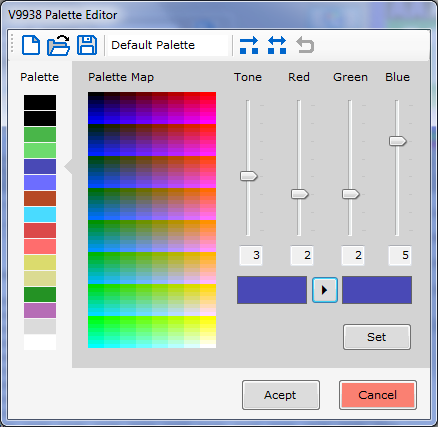 V9938 Palette Editor
Default Palette
Palette
Palette Map
Tone Red Green Blue
3 2 2 5
Set
Acept Cancel